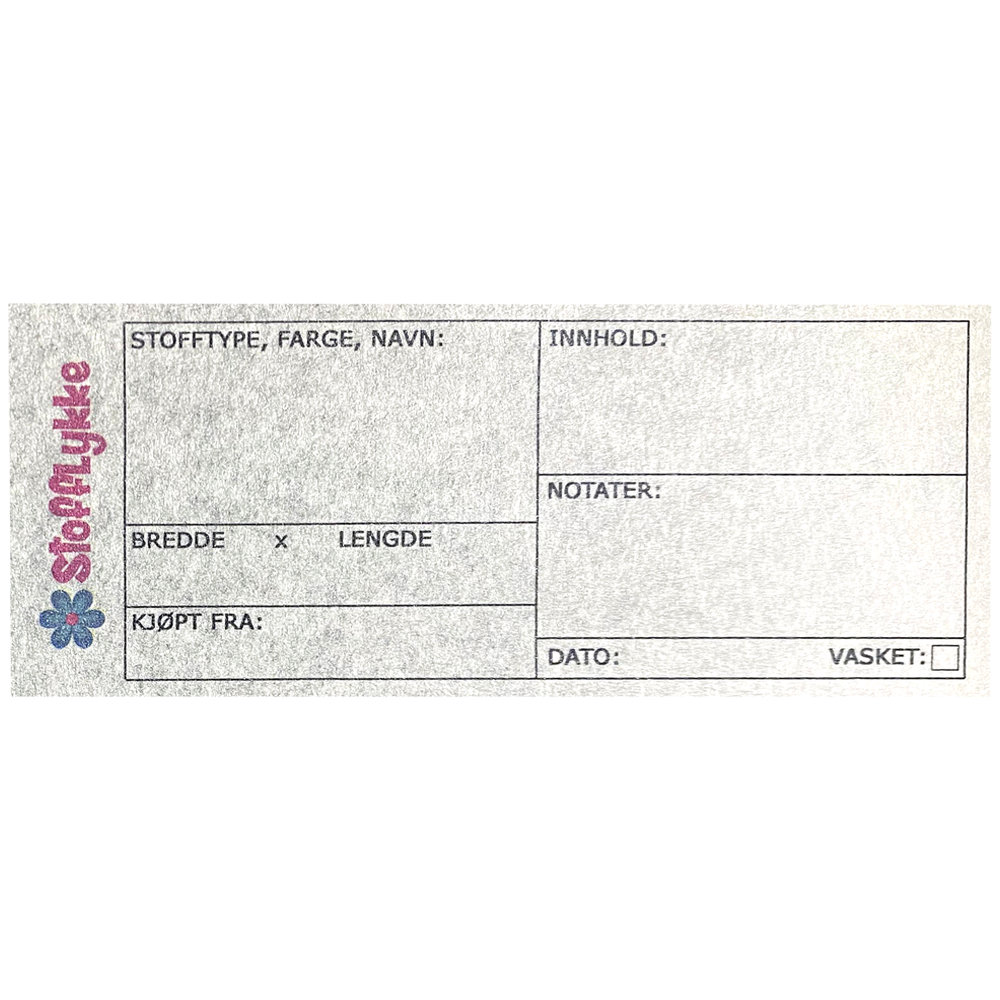 stoffLykke
STOFFTYPE, FARGE, NAVN:
BREDDE x LENGDE
KJØPT FRA:
INNHOLD:
NOTATER:
DATO: VASKET: